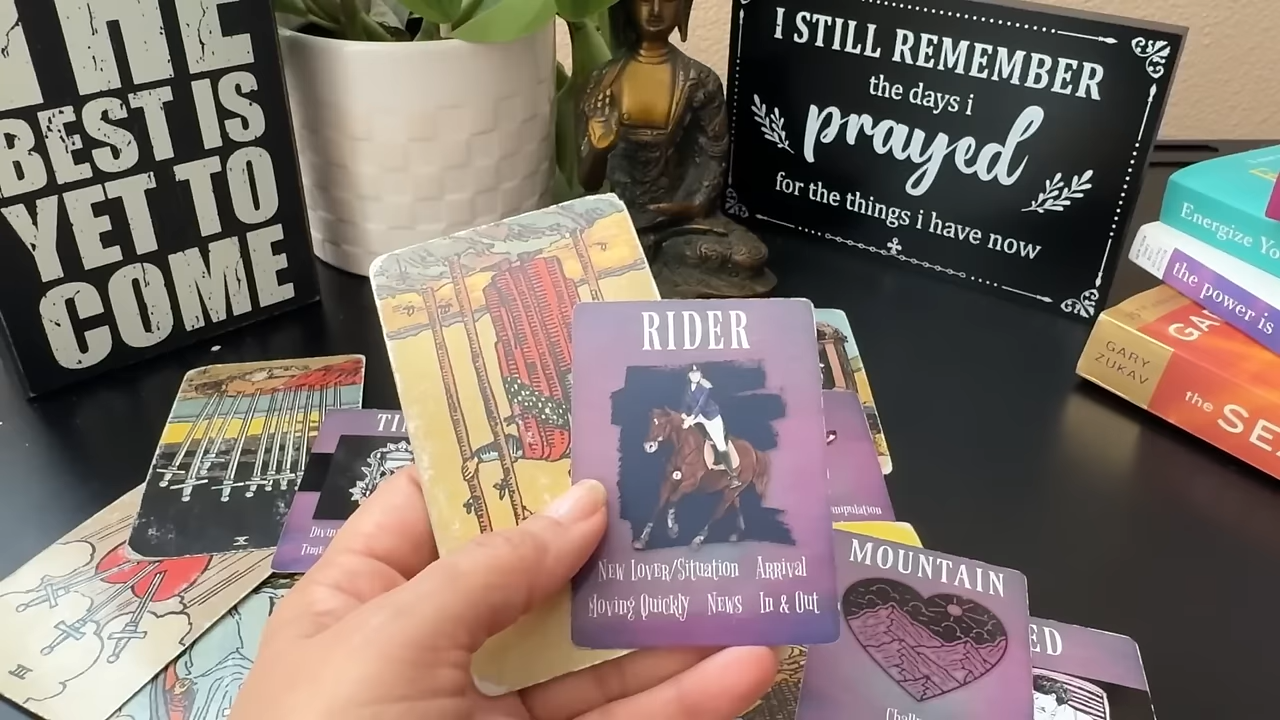 THE
BEST IS
YET TO
COME
I STILL REMEMBER
the days i
prayed
for the things i have now
Energize
the power is
GARY
ZUKAV
the
RIDER
NEW LOVER/SITUATION ARRIVAL
MOVING QUICKLY NEWS IN & OUT
MOUNTAIN
X
III